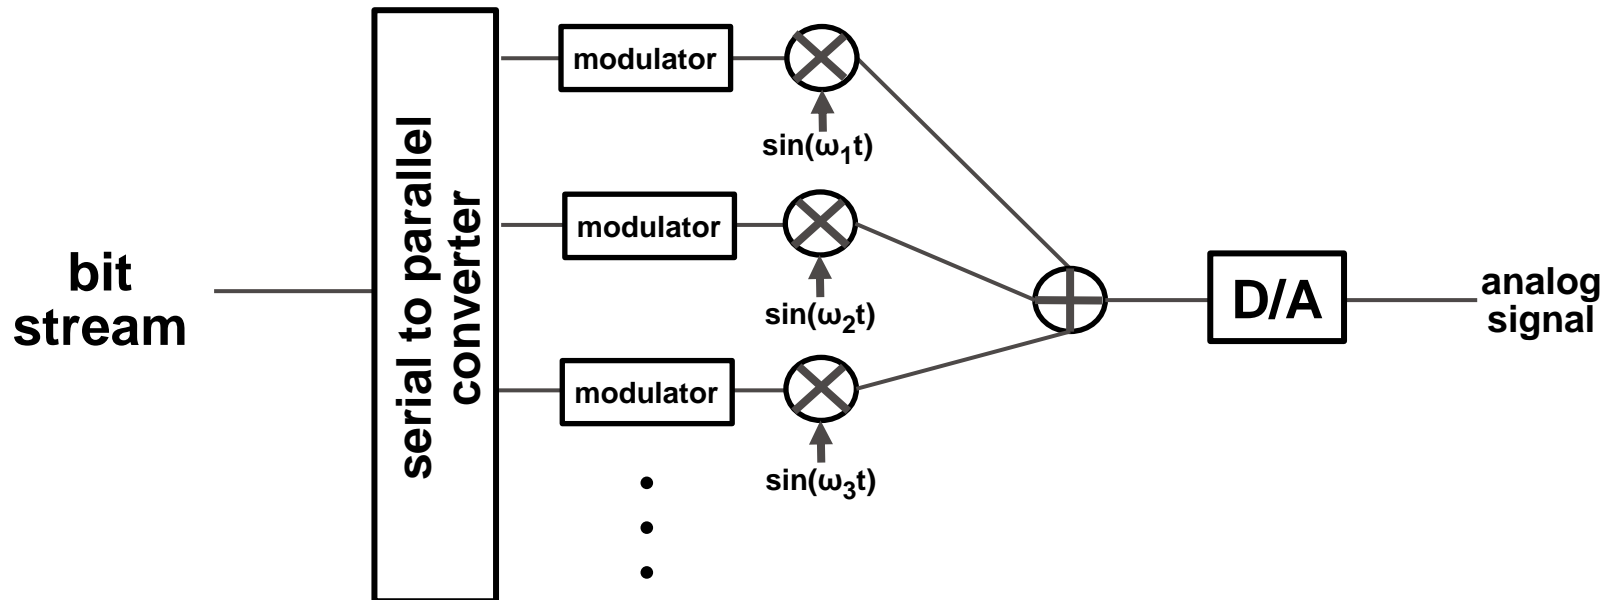 bit
stream
serial to parallel
converter
modulator
sin(ω₁t)
modulator
sin(ω₂t)
modulator
sin(ω₃t)
D/A
analog
signal